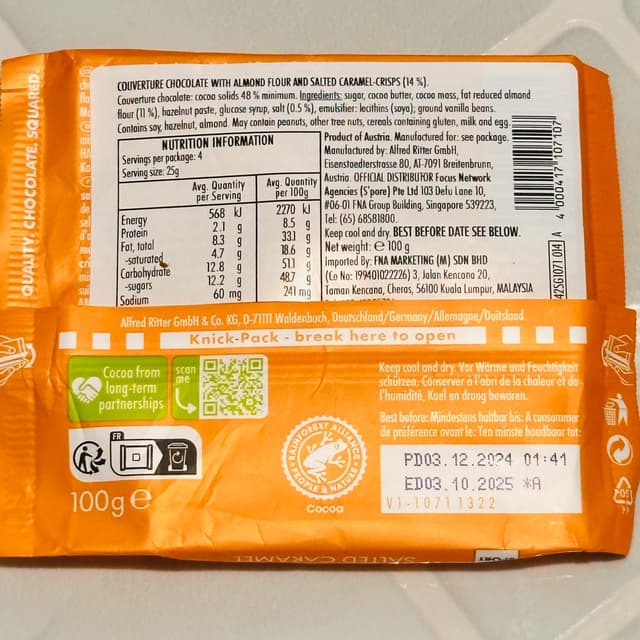 QUALITY. CHOCOLATE. SQUARED.
COUVERTURE CHOCOLATE WITH ALMOND FLOUR AND SALTED CARAMEL-CRISPS (14 %).
Couverture chocolate: cocoa solids 48 % minimum. Ingredients: sugar, cocoa butter, cocoa mass, fat reduced almond
flour (11 %), hazelnut paste, glucose syrup, salt (0.5 %), emulsifier: lecithins (soya); ground vanilla beans.
Contains soy, hazelnut, almond. May contain peanuts, other tree nuts, cereals containing gluten, milk and egg.
NUTRITION INFORMATION
Servings per package: 4
Serving size: 25g
Avg. Quantity per Serving Avg. Quantity per 100g
Energy 568 kJ 2270 kJ
Protein 2.1 g 8.5 g
Fat, total 8.3 g 33.1 g
-saturated 4.7 g 18.6 g
Carbohydrate 12.8 g 51.1 g
-sugars 12.2 g 48.7 g
Sodium 60 mg 241 mg
Product of Austria. Manufactured for: see package.
Manufactured by: Alfred Ritter GmbH,
Eisenstaedterstrasse 80, AT-7091 Breitenbrunn,
Austria. OFFICIAL DISTRIBUTOR Focus Network
Agencies (S'pore) Pte Ltd 103 Defu Lane 10,
#06-01 FNA Group Building, Singapore 539223,
Tel: (65) 68581800.
Keep cool and dry. BEST BEFORE DATE SEE BELOW.
Net weight: ℮ 100 g
Imported By: FNA MARKETING (M) SDN BHD
(Co No: 199401022226) 3, Jalan Kencana 20,
Taman Kencana, Cheras, 56100 Kuala Lumpur, MALAYSIA
4 000417 107107
42SG1071 014 A
Alfred Ritter GmbH & Co. KG, D-71111 Waldenbuch, Deutschland/Germany/Allemagne/Duitsland
Knick-Pack - break here to open
Cocoa from
long-term
partnerships
scan
me
FR
100g ℮
RAINFOREST ALLIANCE
PEOPLE & NATURE
Cocoa
Keep cool and dry. Vor Wärme und Feuchtigkeit
schützen. Conserver à l'abri de la chaleur et de
l'humidité. Koel en droog bewaren.
Best before: Mindestens haltbar bis: A consommer
de préférence avant le: Ten minste houdbaar tot:
PD03.12.2024 01:41
ED03.10.2025 *A
V1-10711322
SALTED CARAMEL